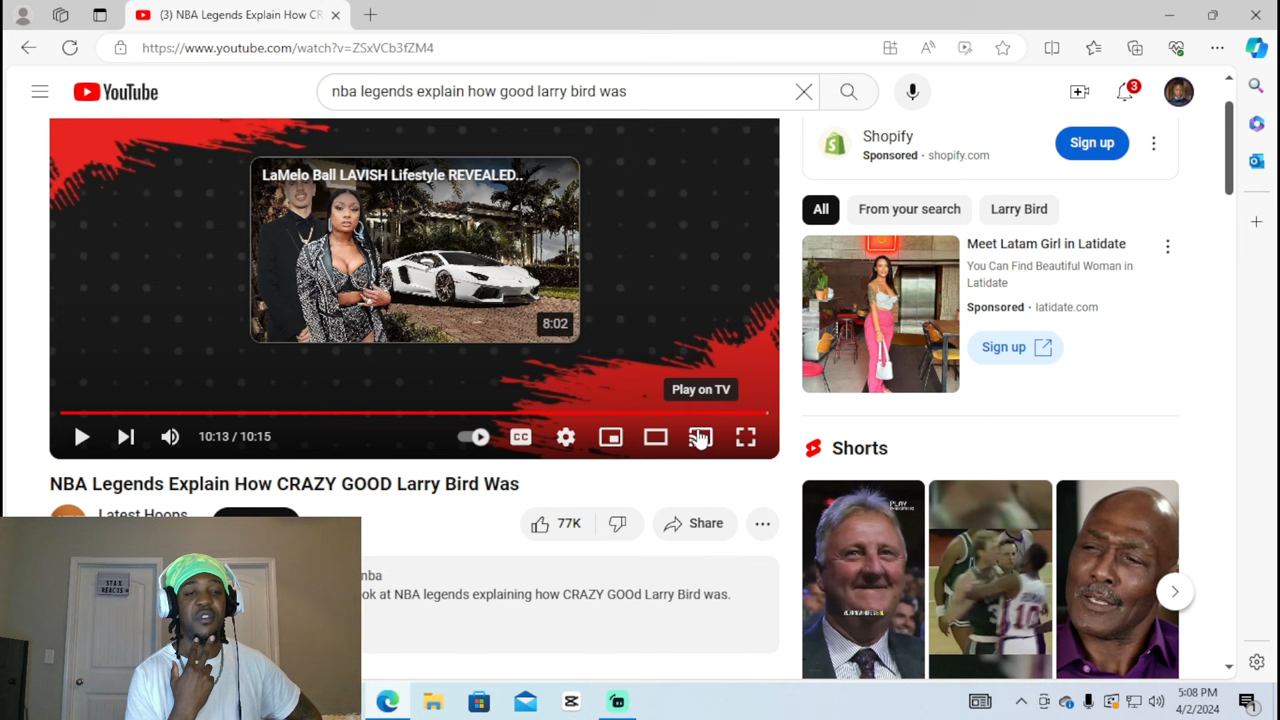 (3) NBA Legends Explain How CR
https://www.youtube.com/watch?v=ZSxVCb3fZM4
YouTube
nba legends explain how good larry bird was
3
LaMelo Ball LAVISH Lifestyle REVEALED..
8:02
Play on TV
10:13 / 10:15
CC
NBA Legends Explain How CRAZY GOOD Larry Bird Was
Latest Hoops
77K
Share
nba
ok at NBA legends explaining how CRAZY GOOd Larry Bird was.
STAX
REACTS
Shopify
Sponsored · shopify.com
Sign up
All
From your search
Larry Bird
Meet Latam Girl in Latidate
You Can Find Beautiful Woman in
Latidate
Sponsored · latidate.com
Sign up
Shorts
5:08 PM
4/2/2024